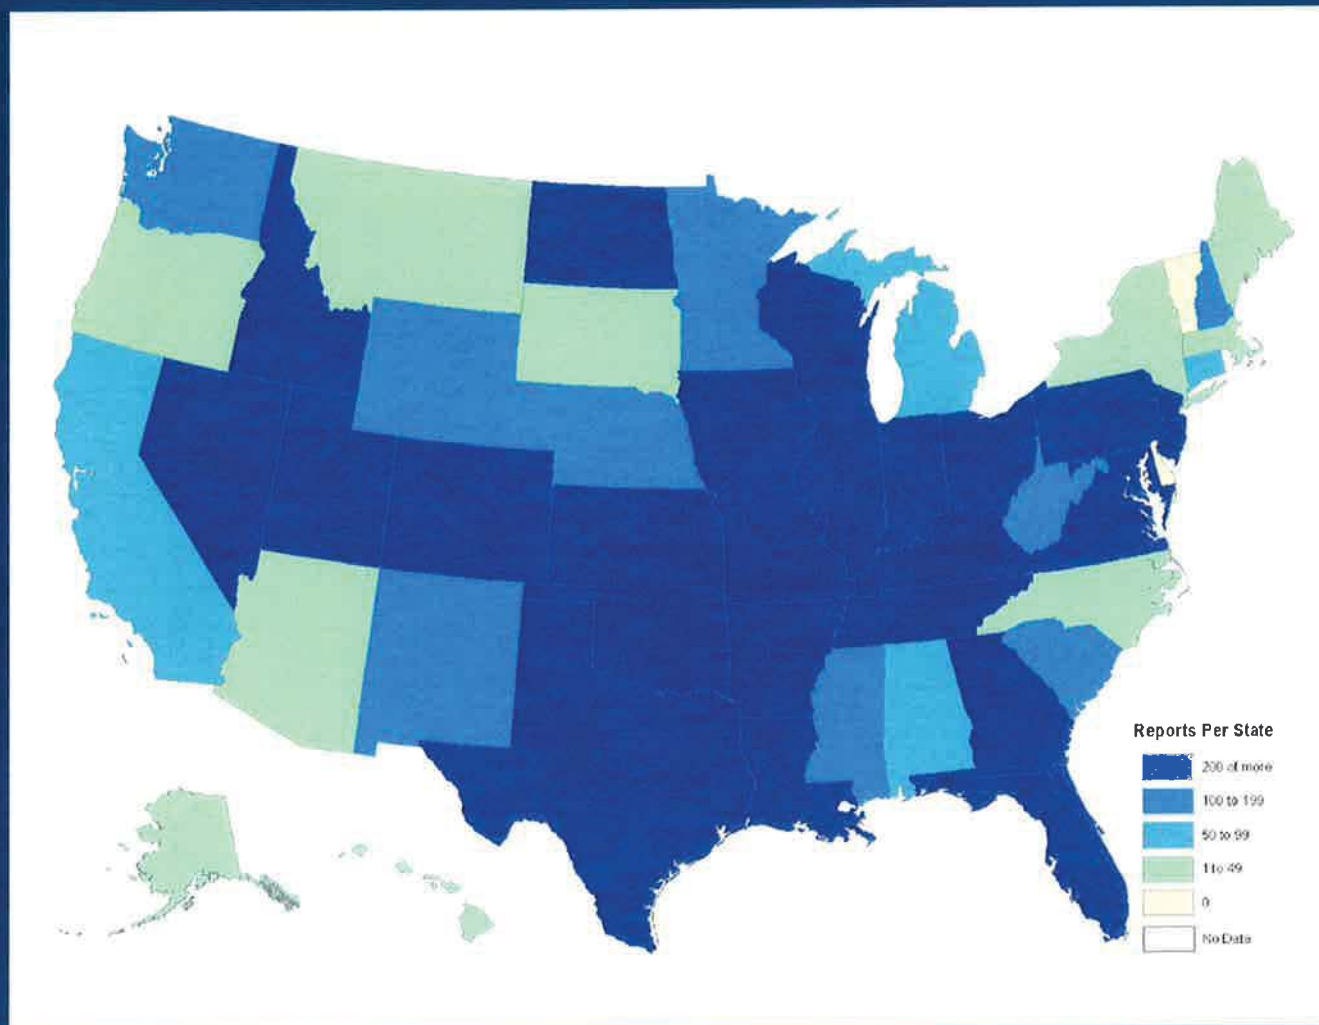 Reports Per State
200 or more
100 to 199
50 to 99
1 to 49
0
No Data